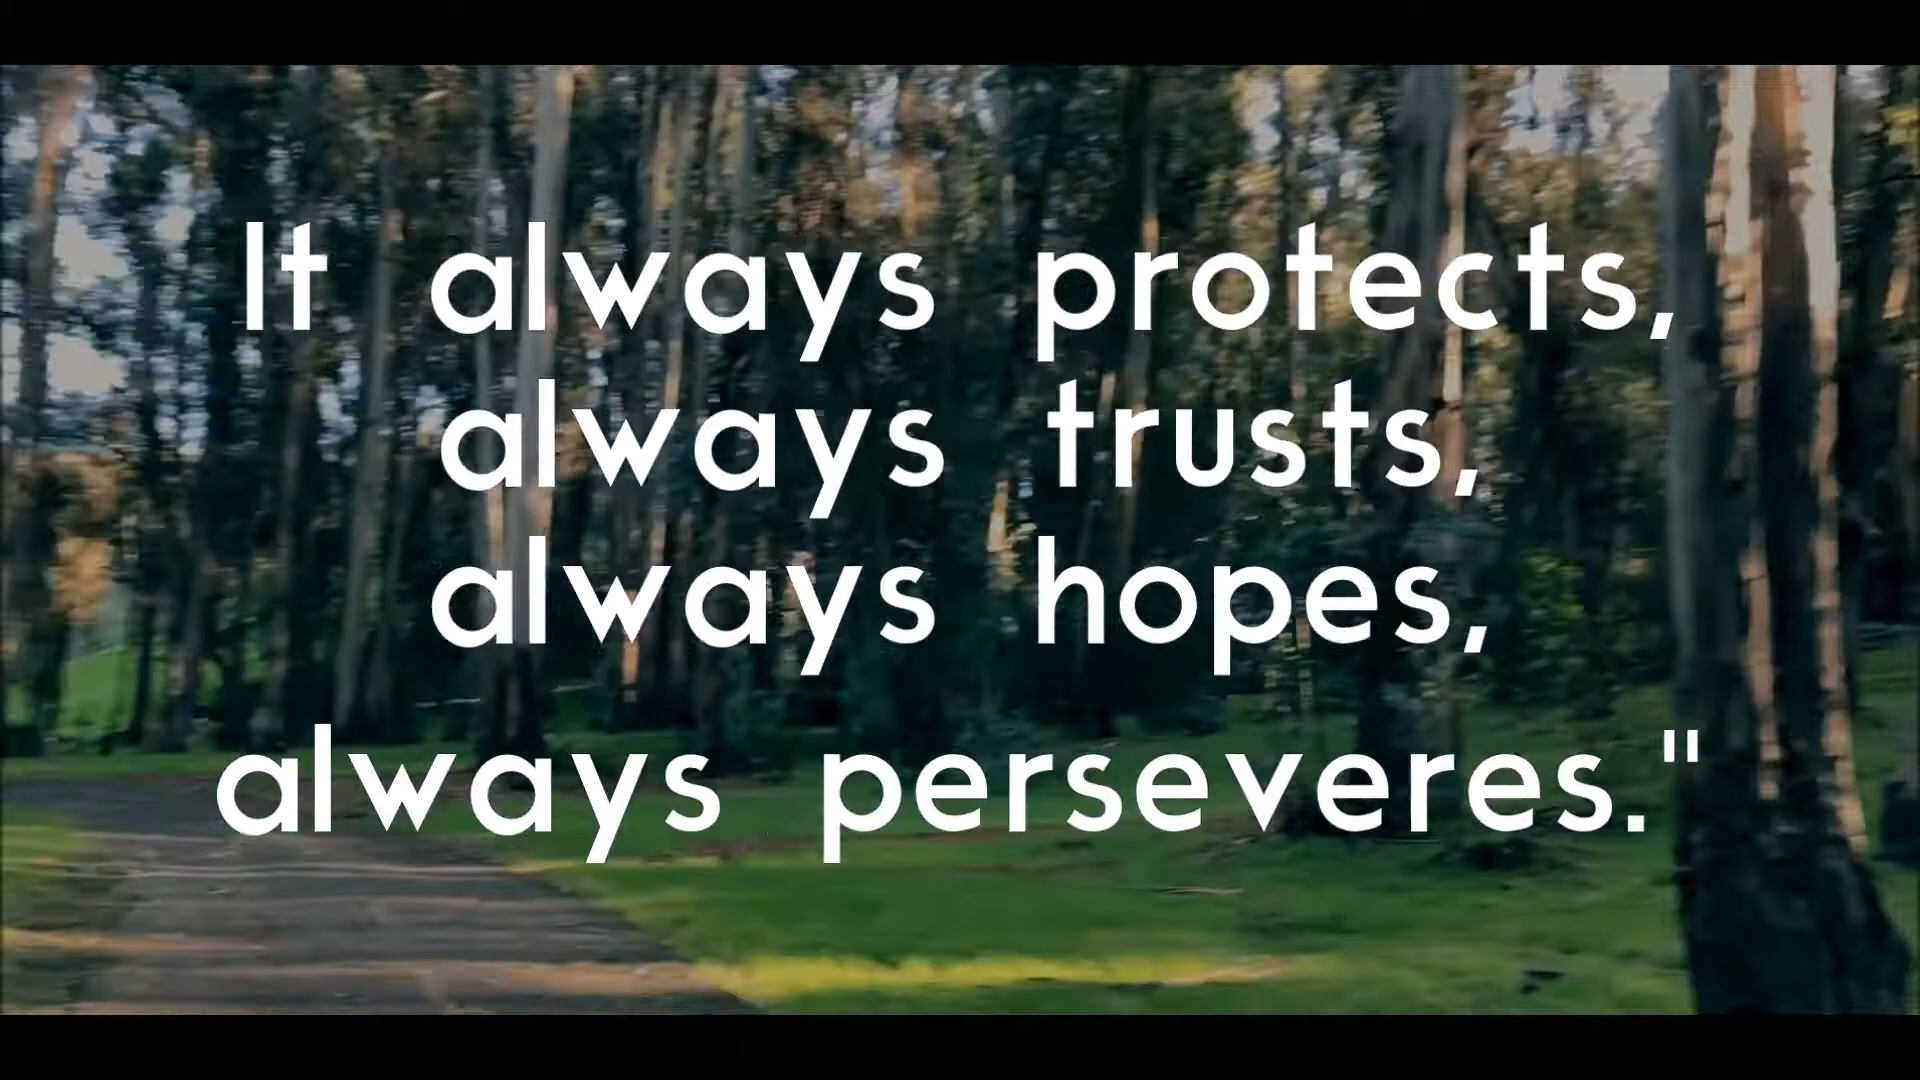 It always protects,
always trusts,
always hopes,
always perseveres."